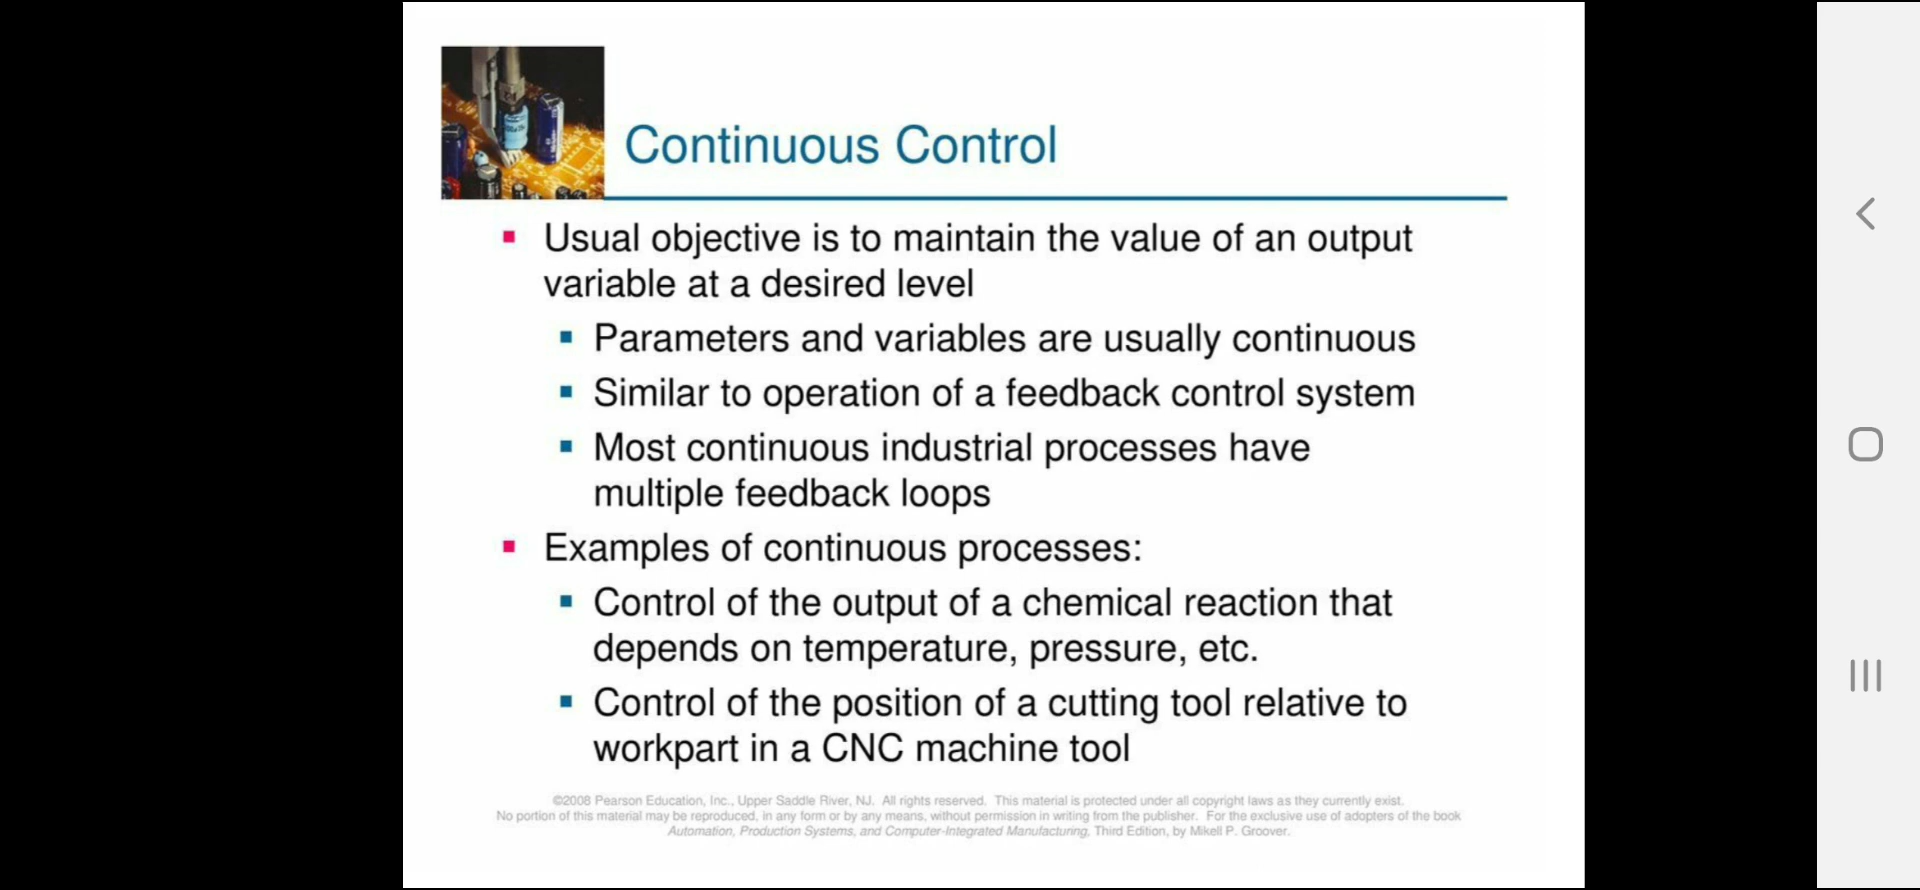 Continuous Control
Usual objective is to maintain the value of an output
variable at a desired level
Parameters and variables are usually continuous
Similar to operation of a feedback control system
Most continuous industrial processes have
multiple feedback loops
Examples of continuous processes:
Control of the output of a chemical reaction that
depends on temperature, pressure, etc.
Control of the position of a cutting tool relative to
workpart in a CNC machine tool
©2008 Pearson Education, Inc., Upper Saddle River, NJ. All rights reserved. This material is protected under all copyright laws as they currently exist.
No portion of this material may be reproduced, in any form or by any means, without permission in writing from the publisher. For the exclusive use of adopters of the book
Automation, Production Systems, and Computer-Integrated Manufacturing, Third Edition, by Mikell P. Groover.